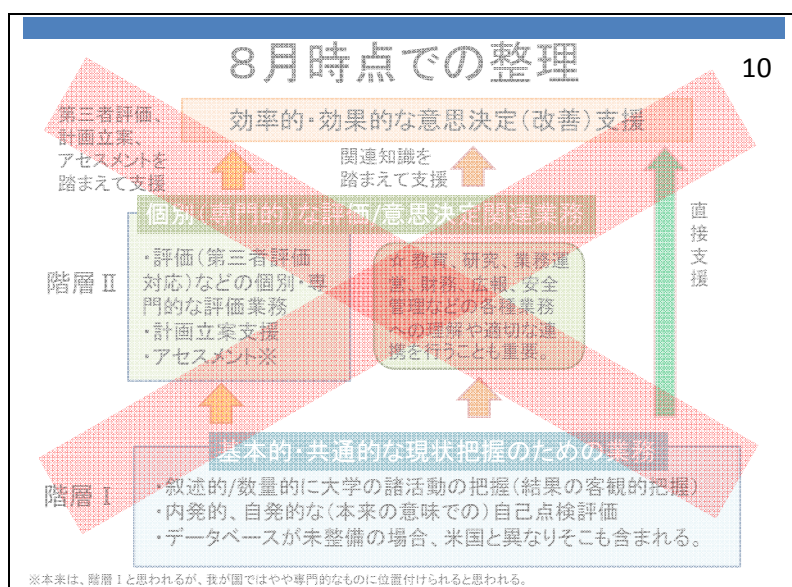 8月時点での整理
10
第三者評価、
計画立案、
アセスメントを
踏まえて支援
効率的・効果的な意思決定(改善)支援
関連知識を
踏まえて支援
直接支援
個別(専門的)な評価/意思決定関連業務
階層Ⅱ
・評価(第三者評価
対応)などの個別・専
門的な評価業務
・計画立案支援
・アセスメント※
☆教育、研究、業務運
営、財務、広報、安全
管理などの各種業務
への理解や適切な連
携を行うことも重要。
基本的・共通的な現状把握のための業務
階層Ⅰ
・叙述的/数量的に大学の諸活動の把握(結果の客観的把握)
・内発的、自発的な(本来の意味での)自己点検評価
・データベースが未整備の場合、米国と異なりそこも含まれる。
※本来は、階層Ⅰと思われるが、我が国ではやや専門的なものに位置付けられると思われる。